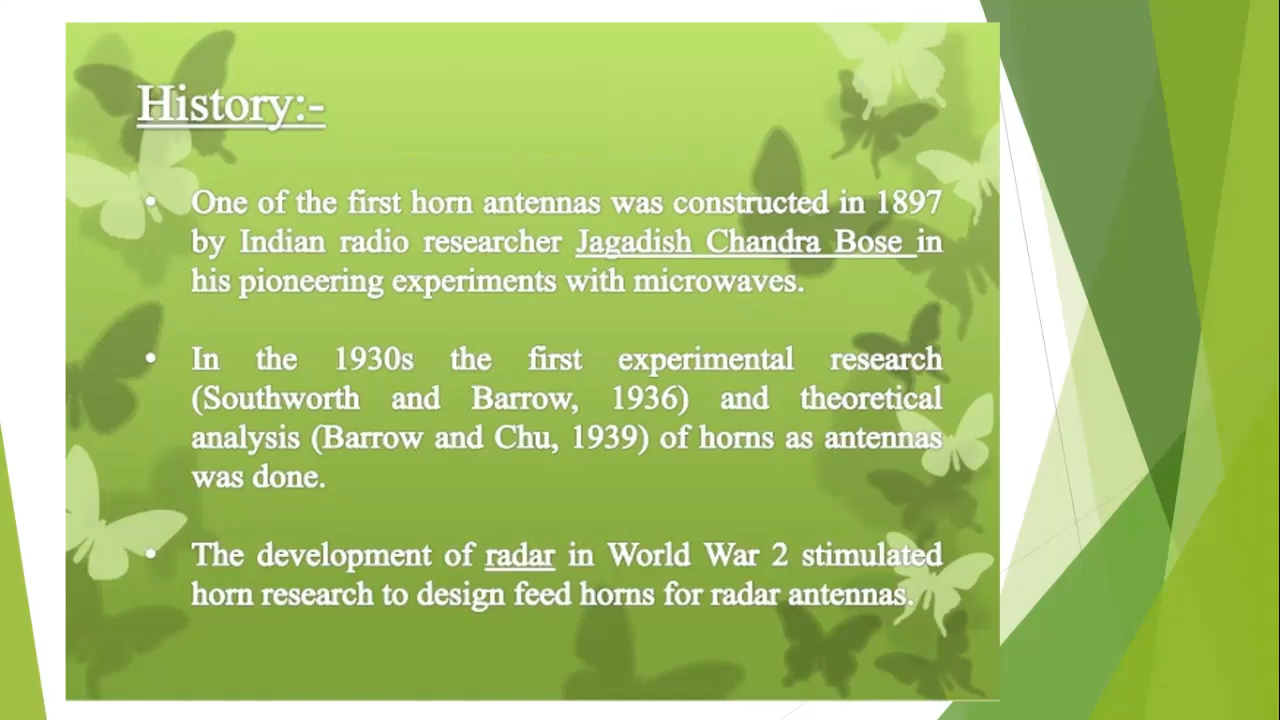 History:-
• One of the first horn antennas was constructed in 1897
by Indian radio researcher Jagadish Chandra Bose in
his pioneering experiments with microwaves.
• In the 1930s the first experimental research
(Southworth and Barrow, 1936) and theoretical
analysis (Barrow and Chu, 1939) of horns as antennas
was done.
• The development of radar in World War 2 stimulated
horn research to design feed horns for radar antennas.